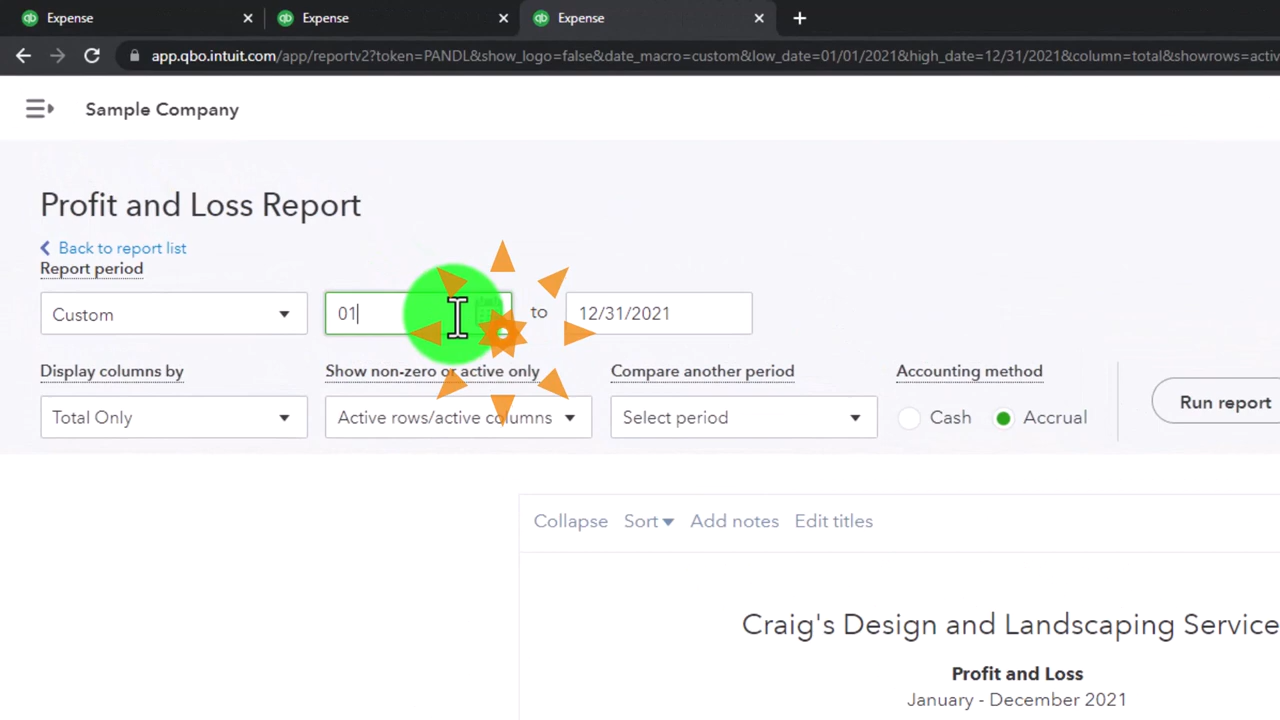 Expense
Expense
Expense
app.qbo.intuit.com/app/reportv2?token=PANDL&show_logo=false&date_macro=custom&low_date=01/01/2021&high_date=12/31/2021&column=total&showrows=activ
Sample Company
Profit and Loss Report
Back to report list
Report period
Custom 01 to 12/31/2021
Display columns by Show non-zero or active only Compare another period Accounting method
Total Only Active rows/active columns Select period Cash Accrual Run report
Collapse Sort Add notes Edit titles
Craig's Design and Landscaping Service
Profit and Loss
January - December 2021